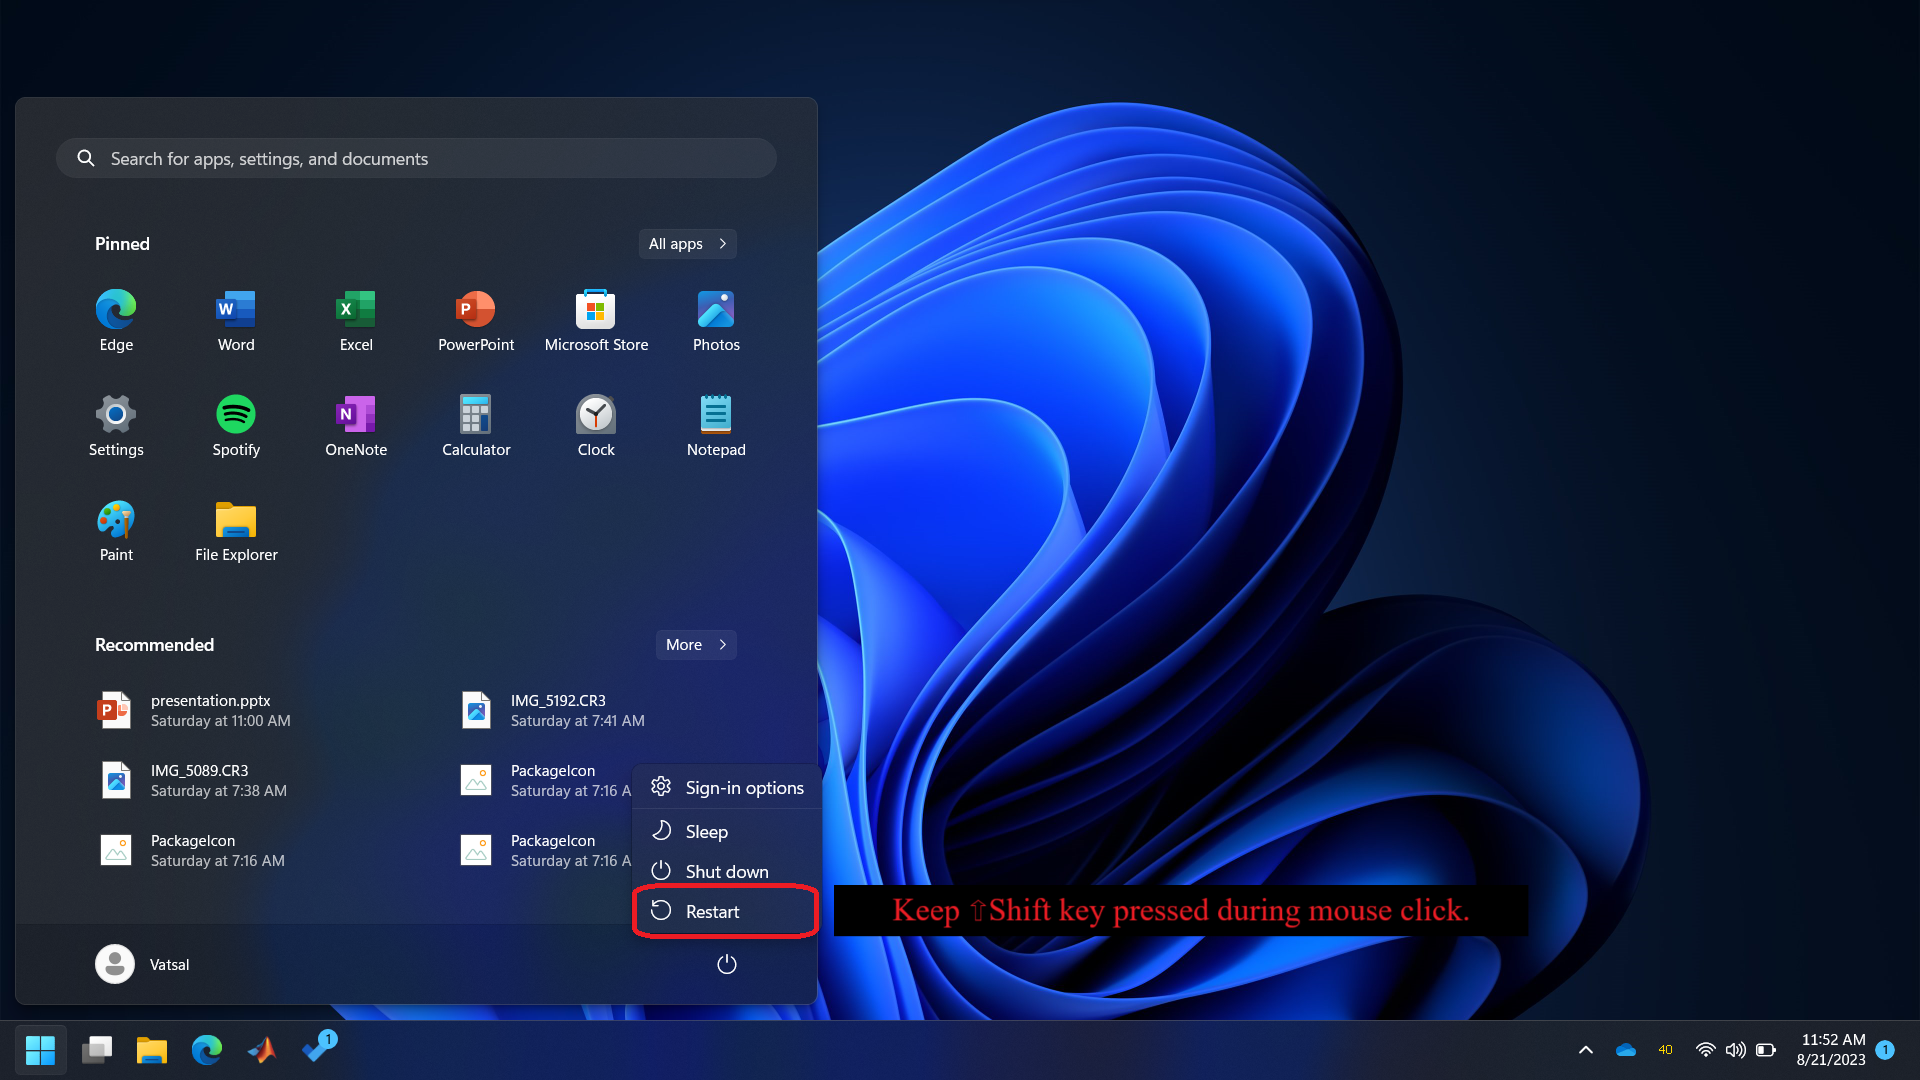 Search for apps, settings, and documents
Pinned
All apps
Edge
Word
Excel
PowerPoint
Microsoft Store
Photos
Settings
Spotify
OneNote
Calculator
Clock
Notepad
Paint
File Explorer
Recommended
More
presentation.pptx
Saturday at 11:00 AM
IMG_5192.CR3
Saturday at 7:41 AM
IMG_5089.CR3
Saturday at 7:38 AM
PackageIcon
Saturday at 7:16 A
PackageIcon
Saturday at 7:16 AM
PackageIcon
Saturday at 7:16 A
Sign-in options
Sleep
Shut down
Restart
Keep ⇧Shift key pressed during mouse click.
Vatsal
1
40
11:52 AM
8/21/2023
1